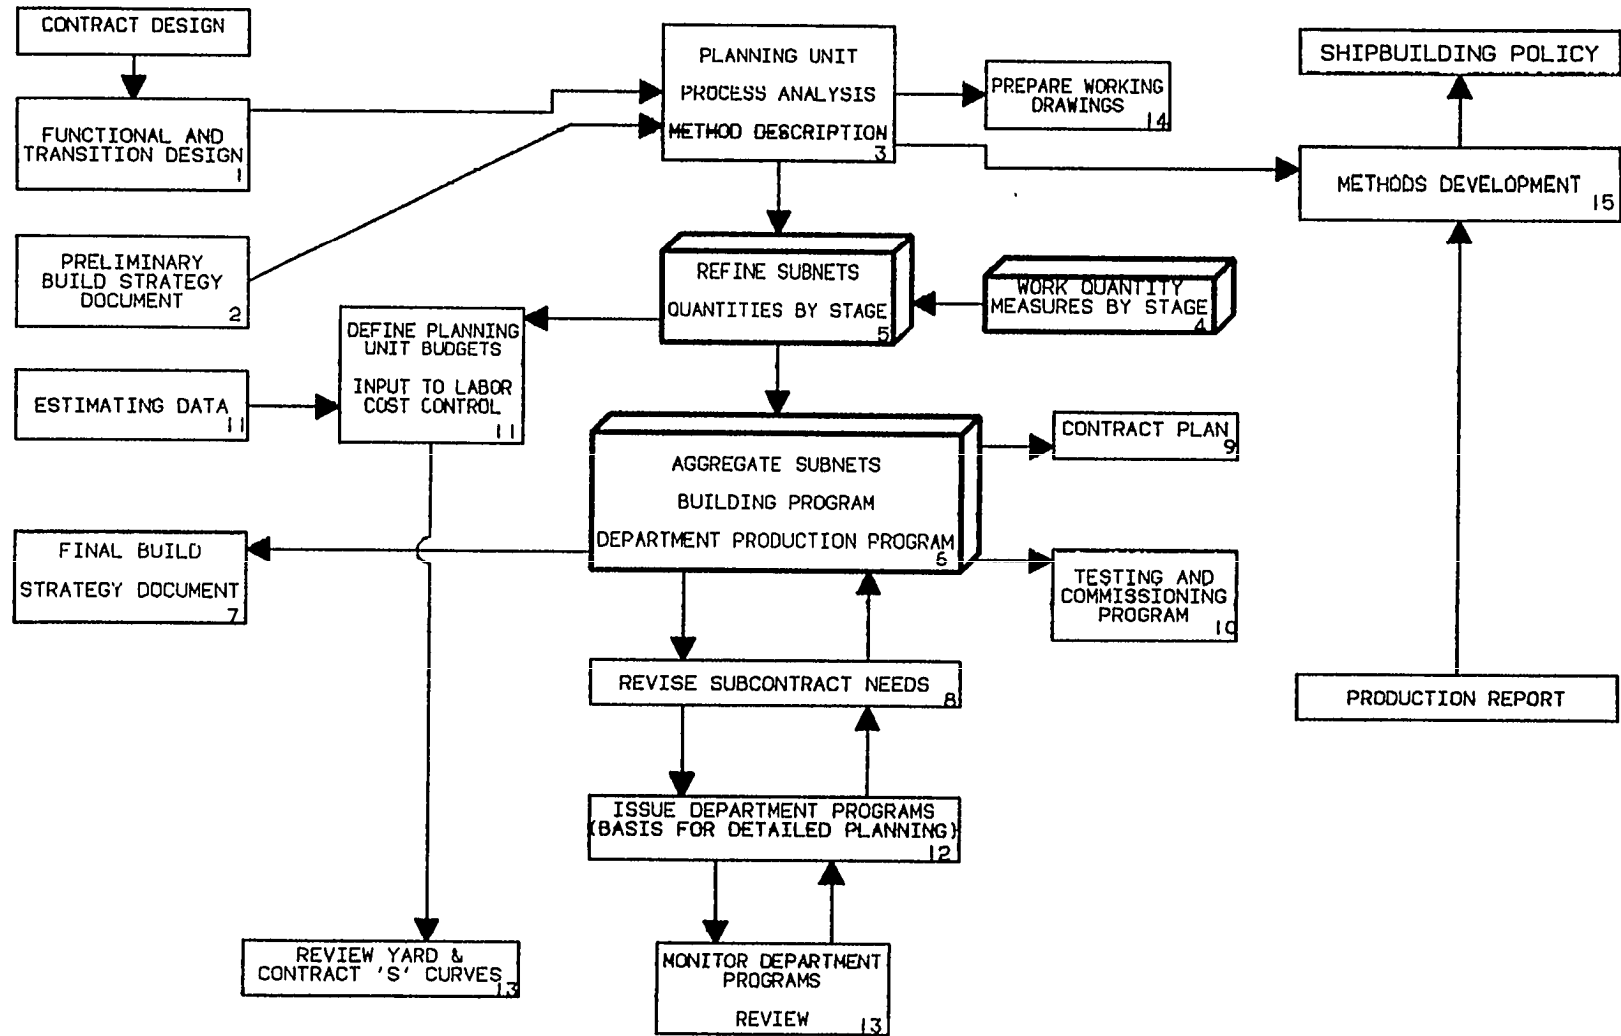 CONTRACT DESIGN
FUNCTIONAL AND
TRANSITION DESIGN
1
PRELIMINARY
BUILD STRATEGY
DOCUMENT
2
ESTIMATING DATA
11
FINAL BUILD
STRATEGY DOCUMENT
7
DEFINE PLANNING
UNIT BUDGETS
INPUT TO LABOR
COST CONTROL
11
REVIEW YARD &
CONTRACT 'S' CURVES
13
PLANNING UNIT
PROCESS ANALYSIS
METHOD DESCRIPTION
3
REFINE SUBNETS
QUANTITIES BY STAGE
5
AGGREGATE SUBNETS
BUILDING PROGRAM
DEPARTMENT PRODUCTION PROGRAM
6
REVISE SUBCONTRACT NEEDS
8
ISSUE DEPARTMENT PROGRAMS
(BASIS FOR DETAILED PLANNING)
12
MONITOR DEPARTMENT
PROGRAMS
REVIEW
13
PREPARE WORKING
DRAWINGS
14
WORK QUANTITY
MEASURES BY STAGE
4
CONTRACT PLAN
9
TESTING AND
COMMISSIONING
PROGRAM
10
SHIPBUILDING POLICY
METHODS DEVELOPMENT
15
PRODUCTION REPORT